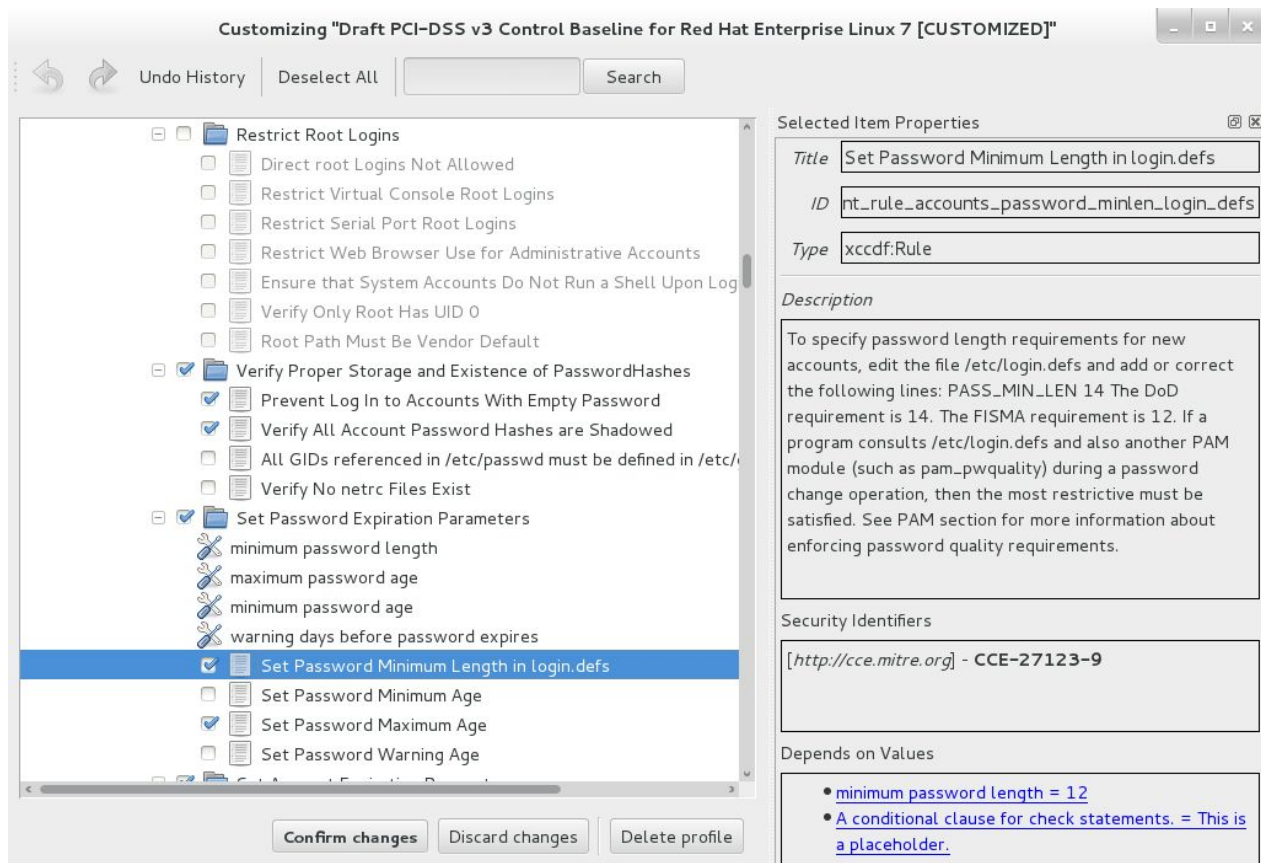 Customizing "Draft PCI-DSS v3 Control Baseline for Red Hat Enterprise Linux 7 [CUSTOMIZED]"
Undo History
Deselect All
Search
Restrict Root Logins
Direct root Logins Not Allowed
Restrict Virtual Console Root Logins
Restrict Serial Port Root Logins
Restrict Web Browser Use for Administrative Accounts
Ensure that System Accounts Do Not Run a Shell Upon Log
Verify Only Root Has UID 0
Root Path Must Be Vendor Default
Verify Proper Storage and Existence of PasswordHashes
Prevent Log In to Accounts With Empty Password
Verify All Account Password Hashes are Shadowed
All GIDs referenced in /etc/passwd must be defined in /etc/
Verify No netrc Files Exist
Set Password Expiration Parameters
minimum password length
maximum password age
minimum password age
warning days before password expires
Set Password Minimum Length in login.defs
Set Password Minimum Age
Set Password Maximum Age
Set Password Warning Age
Confirm changes
Discard changes
Delete profile
Selected Item Properties
Title Set Password Minimum Length in login.defs
ID nt_rule_accounts_password_minlen_login_defs
Type xccdf:Rule
Description
To specify password length requirements for new
accounts, edit the file /etc/login.defs and add or correct
the following lines: PASS_MIN_LEN 14 The DoD
requirement is 14. The FISMA requirement is 12. If a
program consults /etc/login.defs and also another PAM
module (such as pam_pwquality) during a password
change operation, then the most restrictive must be
satisfied. See PAM section for more information about
enforcing password quality requirements.
Security Identifiers
[http://cce.mitre.org] - CCE-27123-9
Depends on Values
minimum password length = 12
A conditional clause for check statements. = This is
a placeholder.